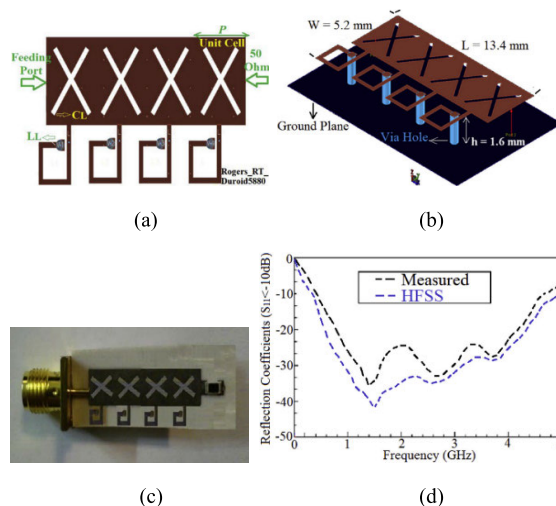 P
Unit Cell
Feeding
Port
50
Ohm
CL
LL
Rogers_RT_
Duroid5880
(a)
W = 5.2 mm
L = 13.4 mm
Ground Plane
Via Hole
h = 1.6 mm
(b)
(c)
Reflection Coefficients (S11<-10dB)
0
-10
-20
-30
-40
-50
Measured
HFSS
0
1
2
3
4
Frequency (GHz)
(d)